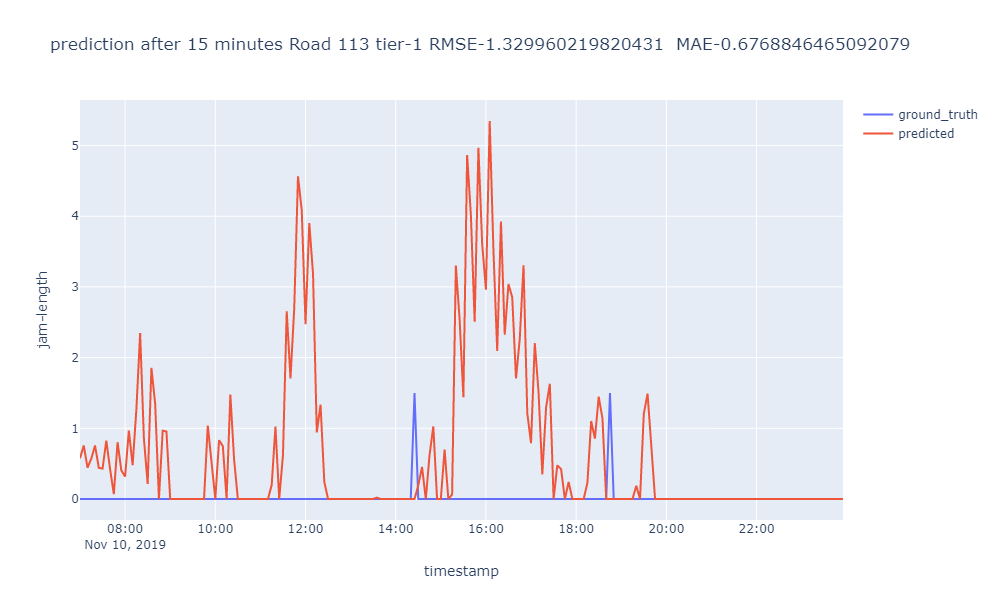 prediction after 15 minutes Road 113 tier-1 RMSE-1.329960219820431  MAE-0.6768846465092079
ground_truth
predicted
5
4
3
2
1
0
jam-length
08:00 10:00 12:00 14:00 16:00 18:00 20:00 22:00
Nov 10, 2019
timestamp